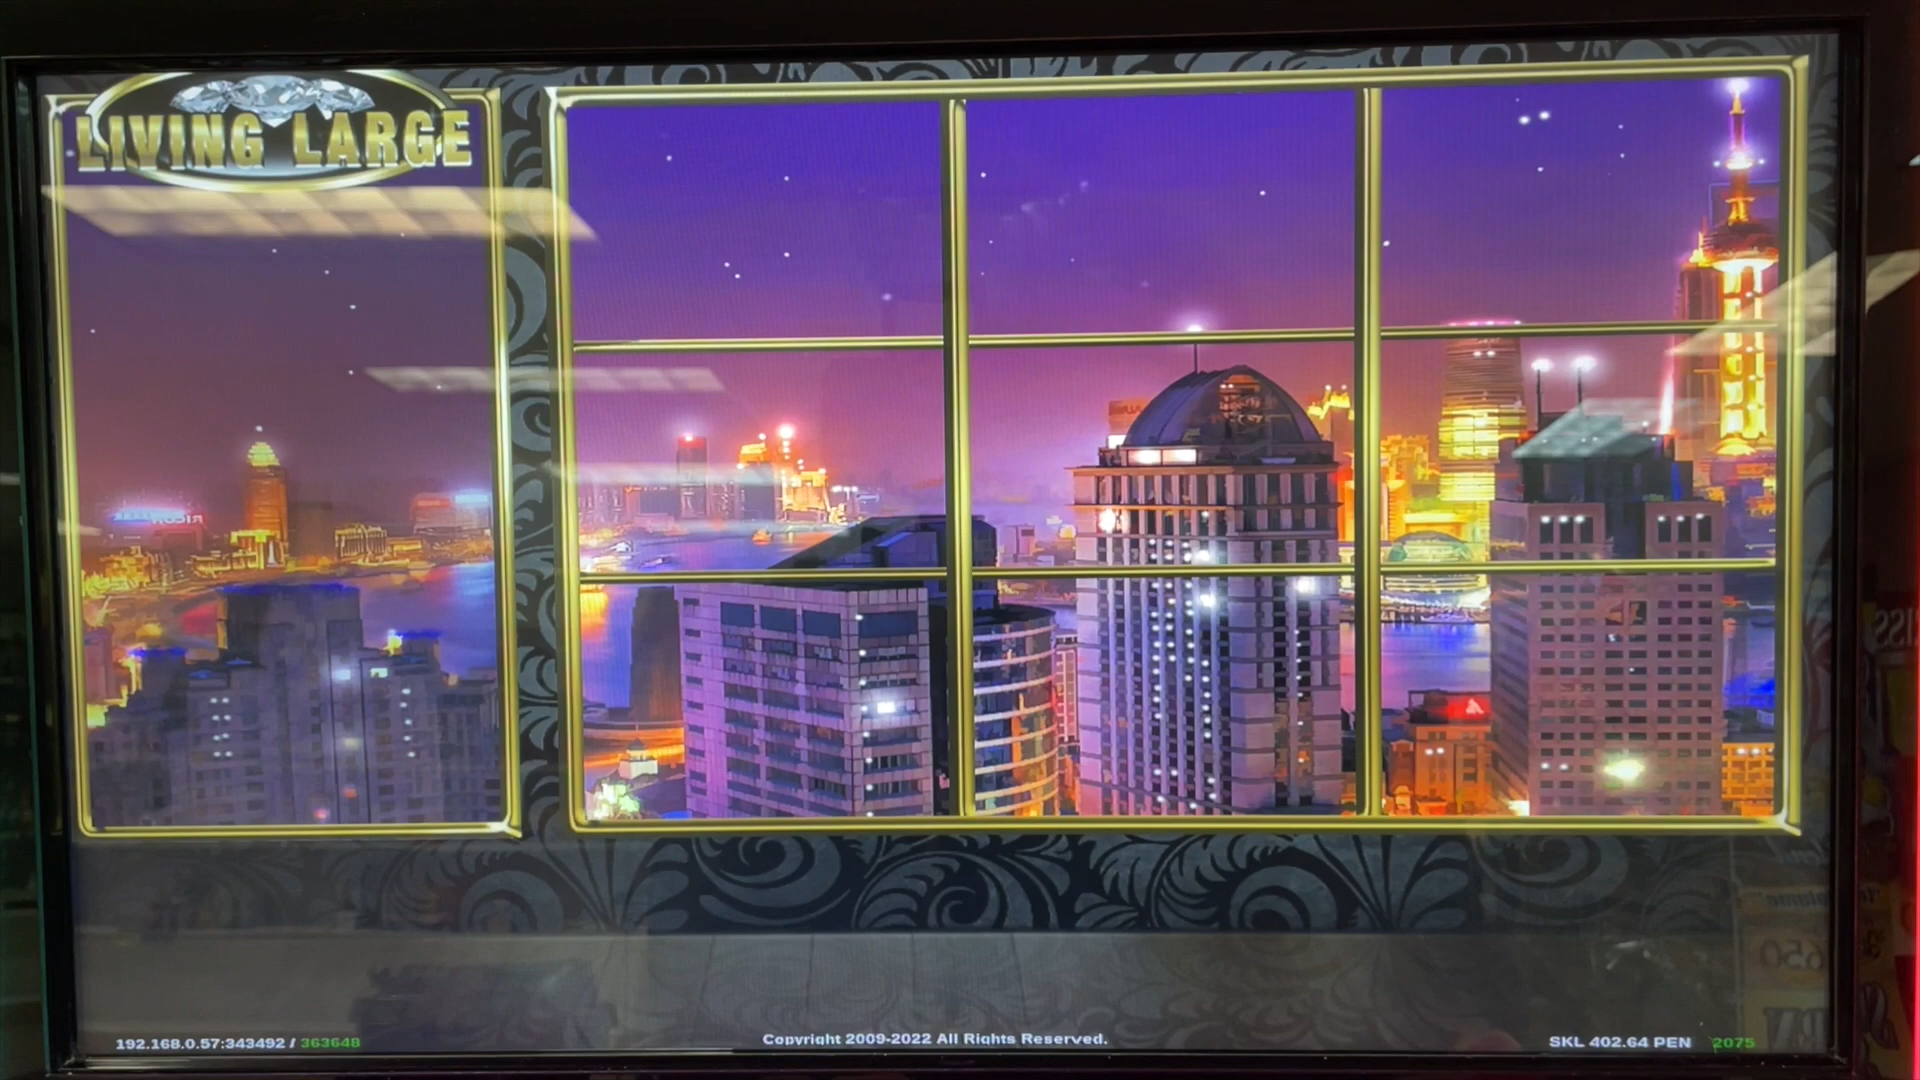 LIVING LARGE
192.168.0.57:343492 / 363648
Copyright 2009-2022 All Rights Reserved.
SKL 402.64 PEN 2075
650